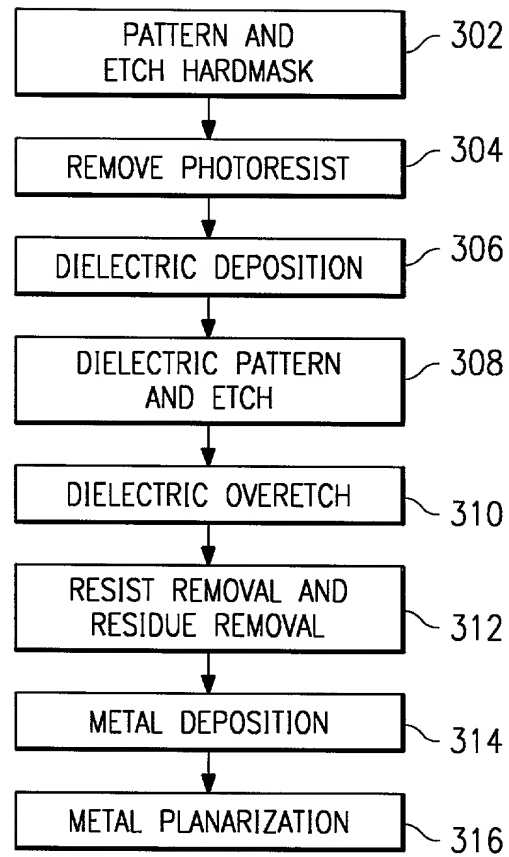 PATTERN AND
ETCH HARDMASK
302
REMOVE PHOTORESIST
304
DIELECTRIC DEPOSITION
306
DIELECTRIC PATTERN
AND ETCH
308
DIELECTRIC OVERETCH
310
RESIST REMOVAL AND
RESIDUE REMOVAL
312
METAL DEPOSITION
314
METAL PLANARIZATION
316